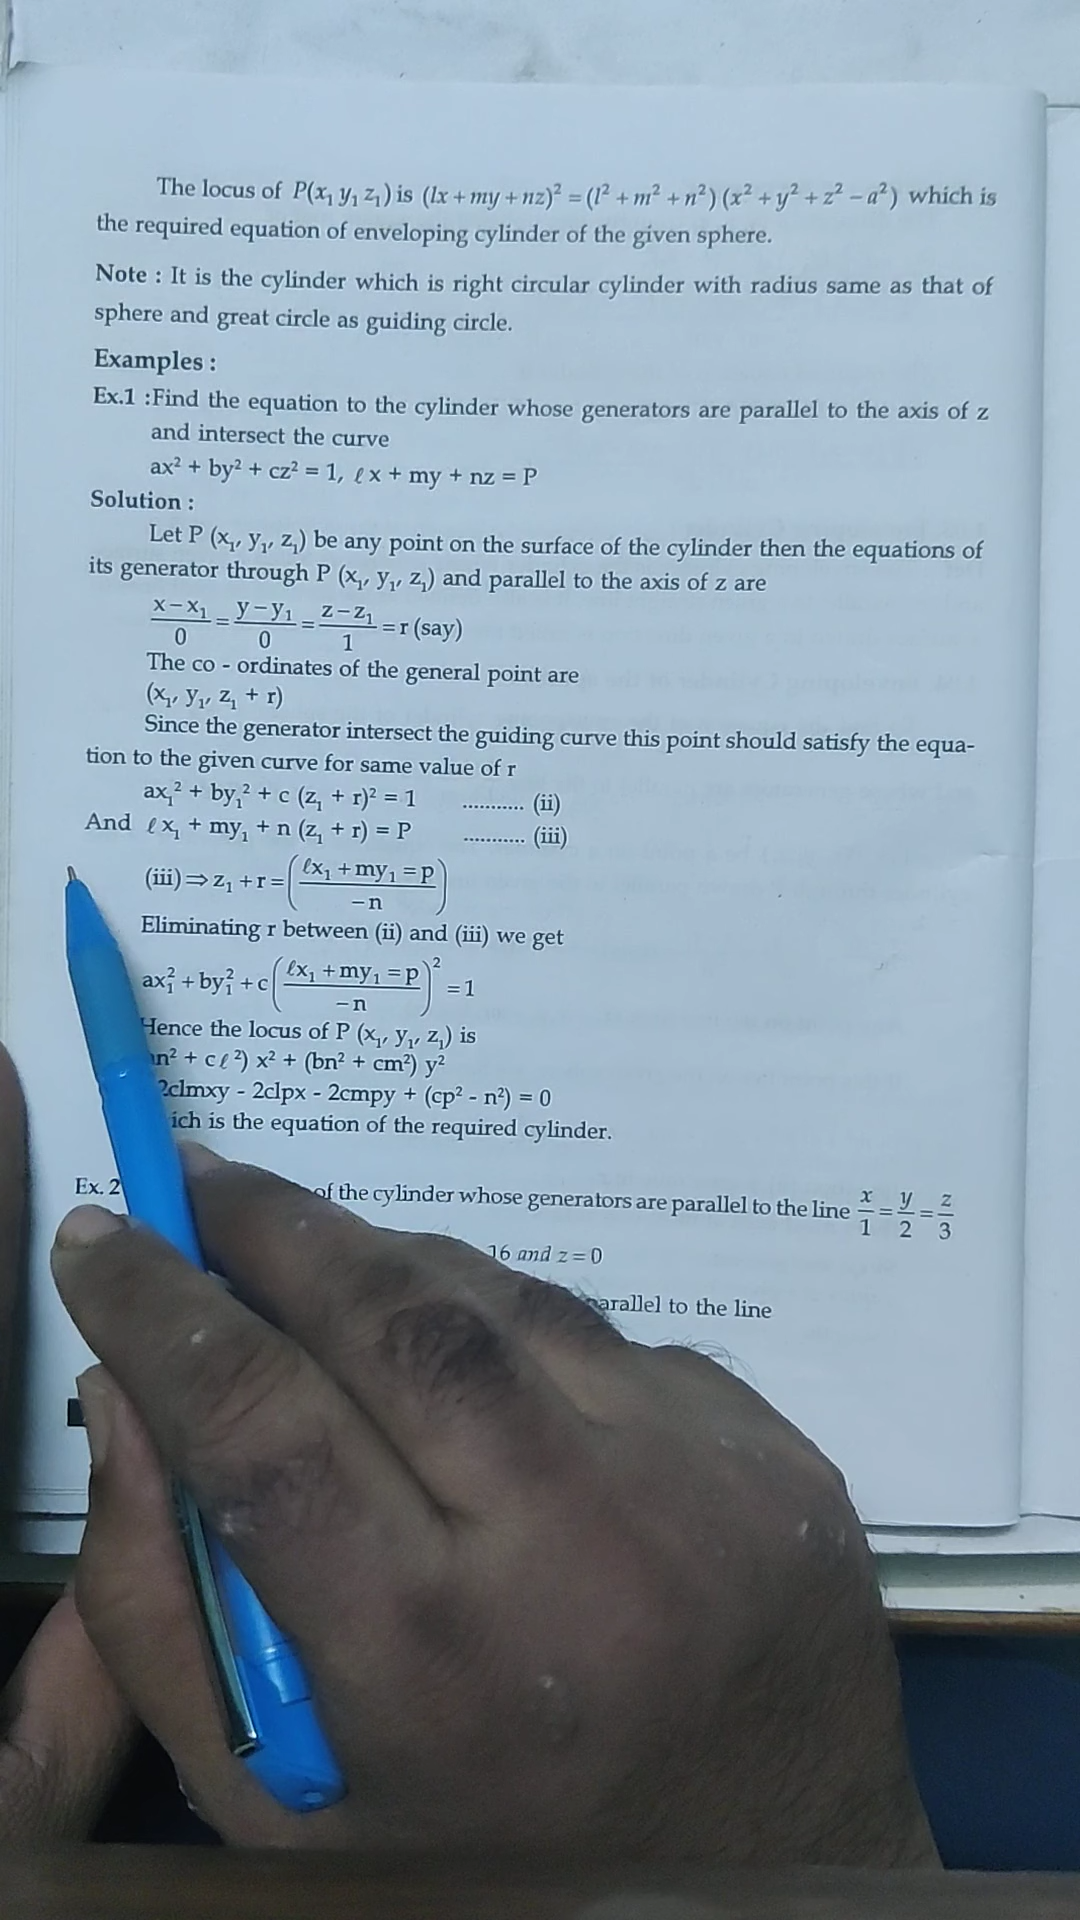 The locus of P(x₁ y₁ z₁) is (lx + my + nz)² = (l² + m² + n²) (x² + y² + z² – a²) which is
the required equation of enveloping cylinder of the given sphere.
Note : It is the cylinder which is right circular cylinder with radius same as that of
sphere and great circle as guiding circle.
Examples :
Ex.1 :Find the equation to the cylinder whose generators are parallel to the axis of z
and intersect the curve
ax² + by² + cz² = 1, ℓx + my + nz = P
Solution :
Let P (x₁, y₁, z₁) be any point on the surface of the cylinder then the equations of
its generator through P (x₁, y₁, z₁) and parallel to the axis of z are
(x – x₁)/0 = (y – y₁)/0 = (z – z₁)/1 = r (say)
The co - ordinates of the general point are
(x₁, y₁, z₁ + r)
Since the generator intersect the guiding curve this point should satisfy the equa-
tion to the given curve for same value of r
ax₁² + by₁² + c (z₁ + r)² = 1 ........... (ii)
And ℓx₁ + my₁ + n (z₁ + r) = P ........... (iii)
(iii) ⇒ z₁ + r = ((ℓx₁ + my₁ = p)/–n)
Eliminating r between (ii) and (iii) we get
ax₁² + by₁² + c((ℓx₁ + my₁ = p)/–n)² = 1
Hence the locus of P (x₁, y₁, z₁) is
n² + cℓ²) x² + (bn² + cm²) y²
2clmxy - 2clpx - 2cmpy + (cp² - n²) = 0
ich is the equation of the required cylinder.
Ex. 2 of the cylinder whose generators are parallel to the line x/1 = y/2 = z/3
16 and z = 0
parallel to the line